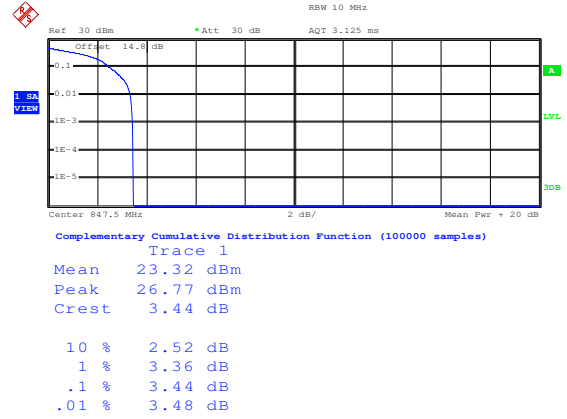 RBW 10 MHz
Ref 30 dBm *Att 30 dB AQT 3.125 ms
Offset 14.8 dB
0.1
A
0.01
1 SA
VIEW
1E-3
LVL
1E-4
1E-5
3DB
Center 847.5 MHz 2 dB/ Mean Pwr + 20 dB
Complementary Cumulative Distribution Function (100000 samples)
Trace 1
Mean 23.32 dBm
Peak 26.77 dBm
Crest 3.44 dB
10 % 2.52 dB
1 % 3.36 dB
.1 % 3.44 dB
.01 % 3.48 dB